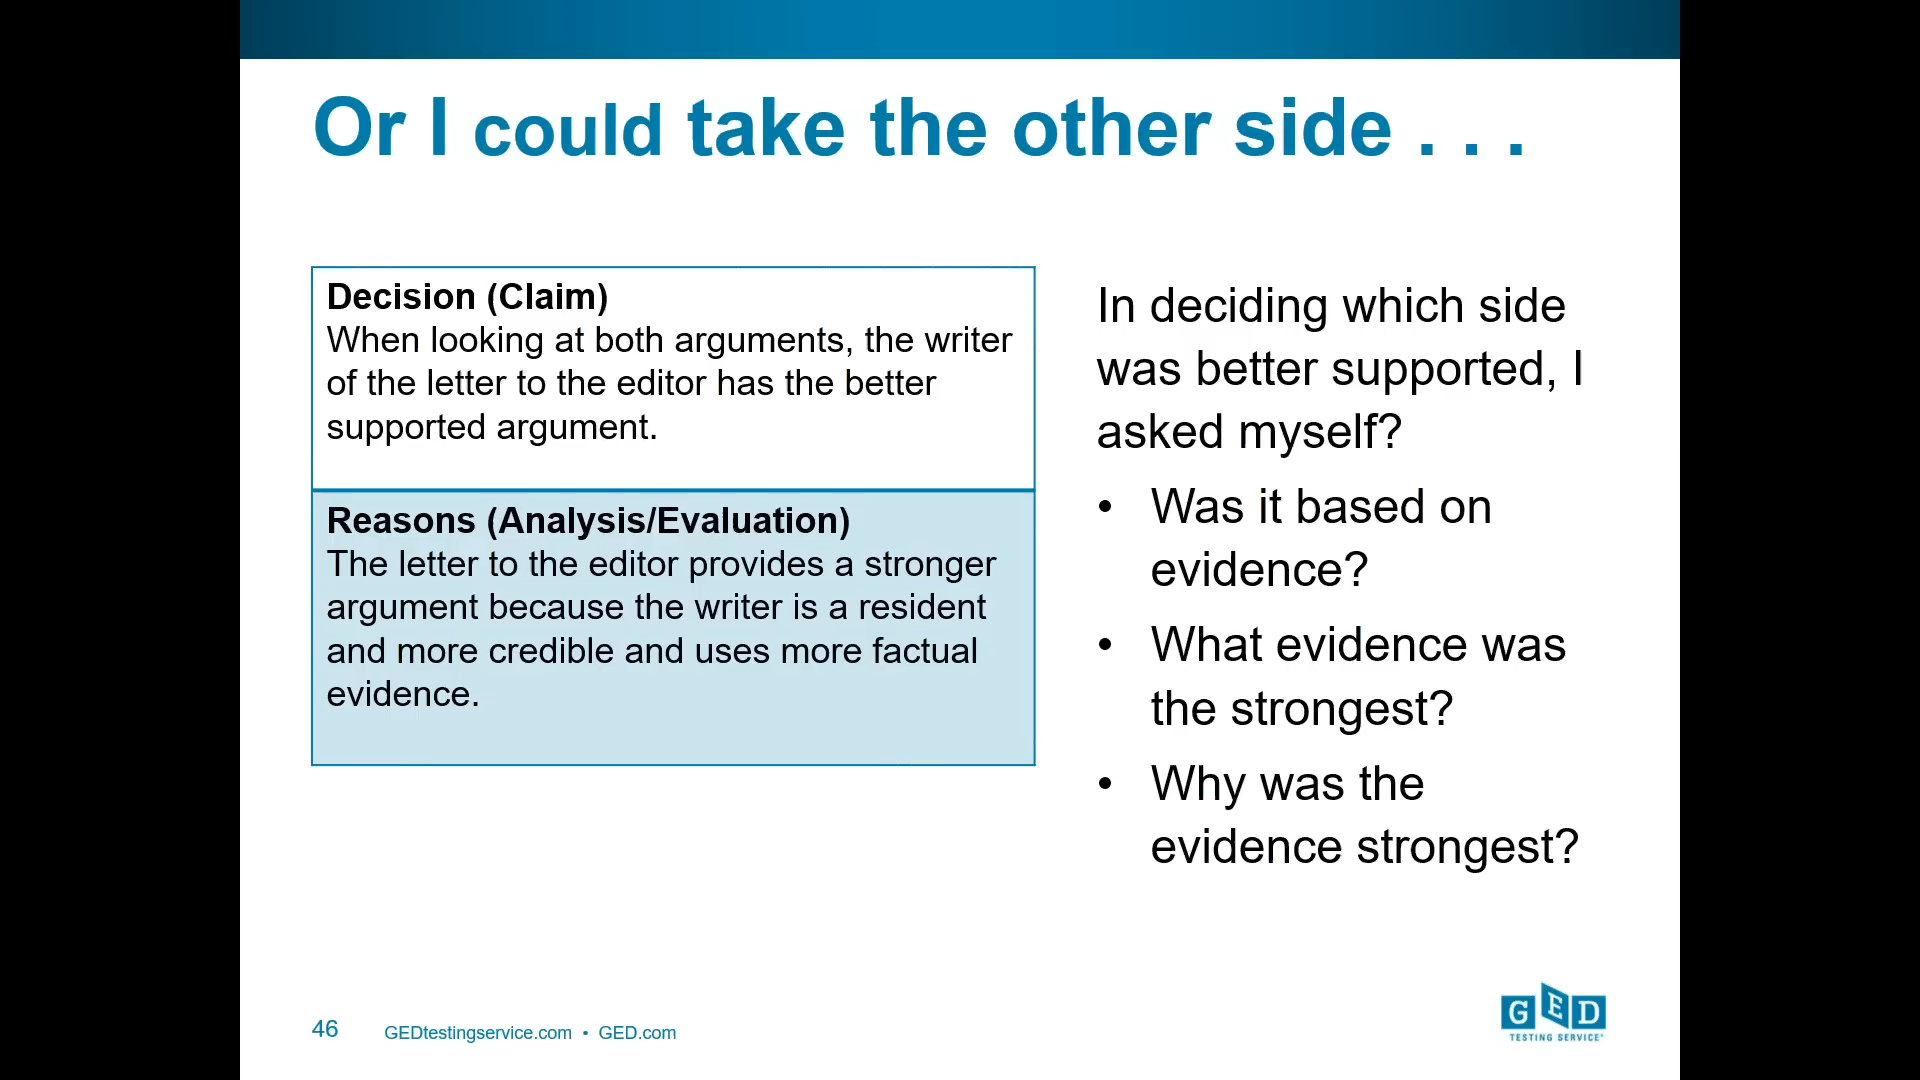 Or I could take the other side . . .
Decision (Claim)
When looking at both arguments, the writer
of the letter to the editor has the better
supported argument.
Reasons (Analysis/Evaluation)
The letter to the editor provides a stronger
argument because the writer is a resident
and more credible and uses more factual
evidence.
In deciding which side
was better supported, I
asked myself?
• Was it based on
evidence?
• What evidence was
the strongest?
• Why was the
evidence strongest?
46
GEDtestingservice.com • GED.com
GED
TESTING SERVICE